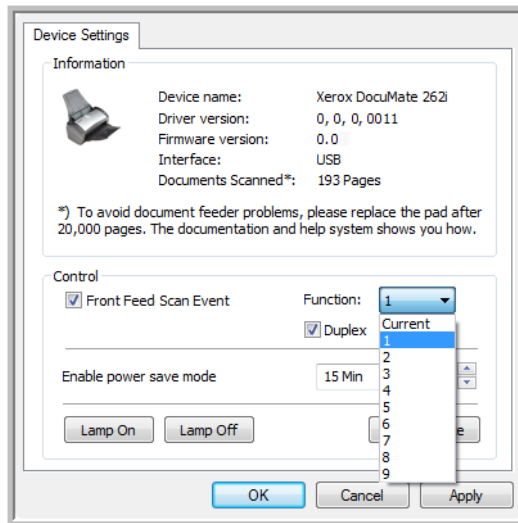 Device Settings
Information
Device name: Xerox DocuMate 262i
Driver version: 0, 0, 0, 0011
Firmware version: 0.0
Interface: USB
Documents Scanned*: 193 Pages
*) To avoid document feeder problems, please replace the pad after
20,000 pages. The documentation and help system shows you how.
Control
Front Feed Scan Event Function: 1
Duplex
Current
1
2
3
4
5
6
7
8
9
Enable power save mode 15 Min
Lamp On Lamp Off
OK Cancel Apply